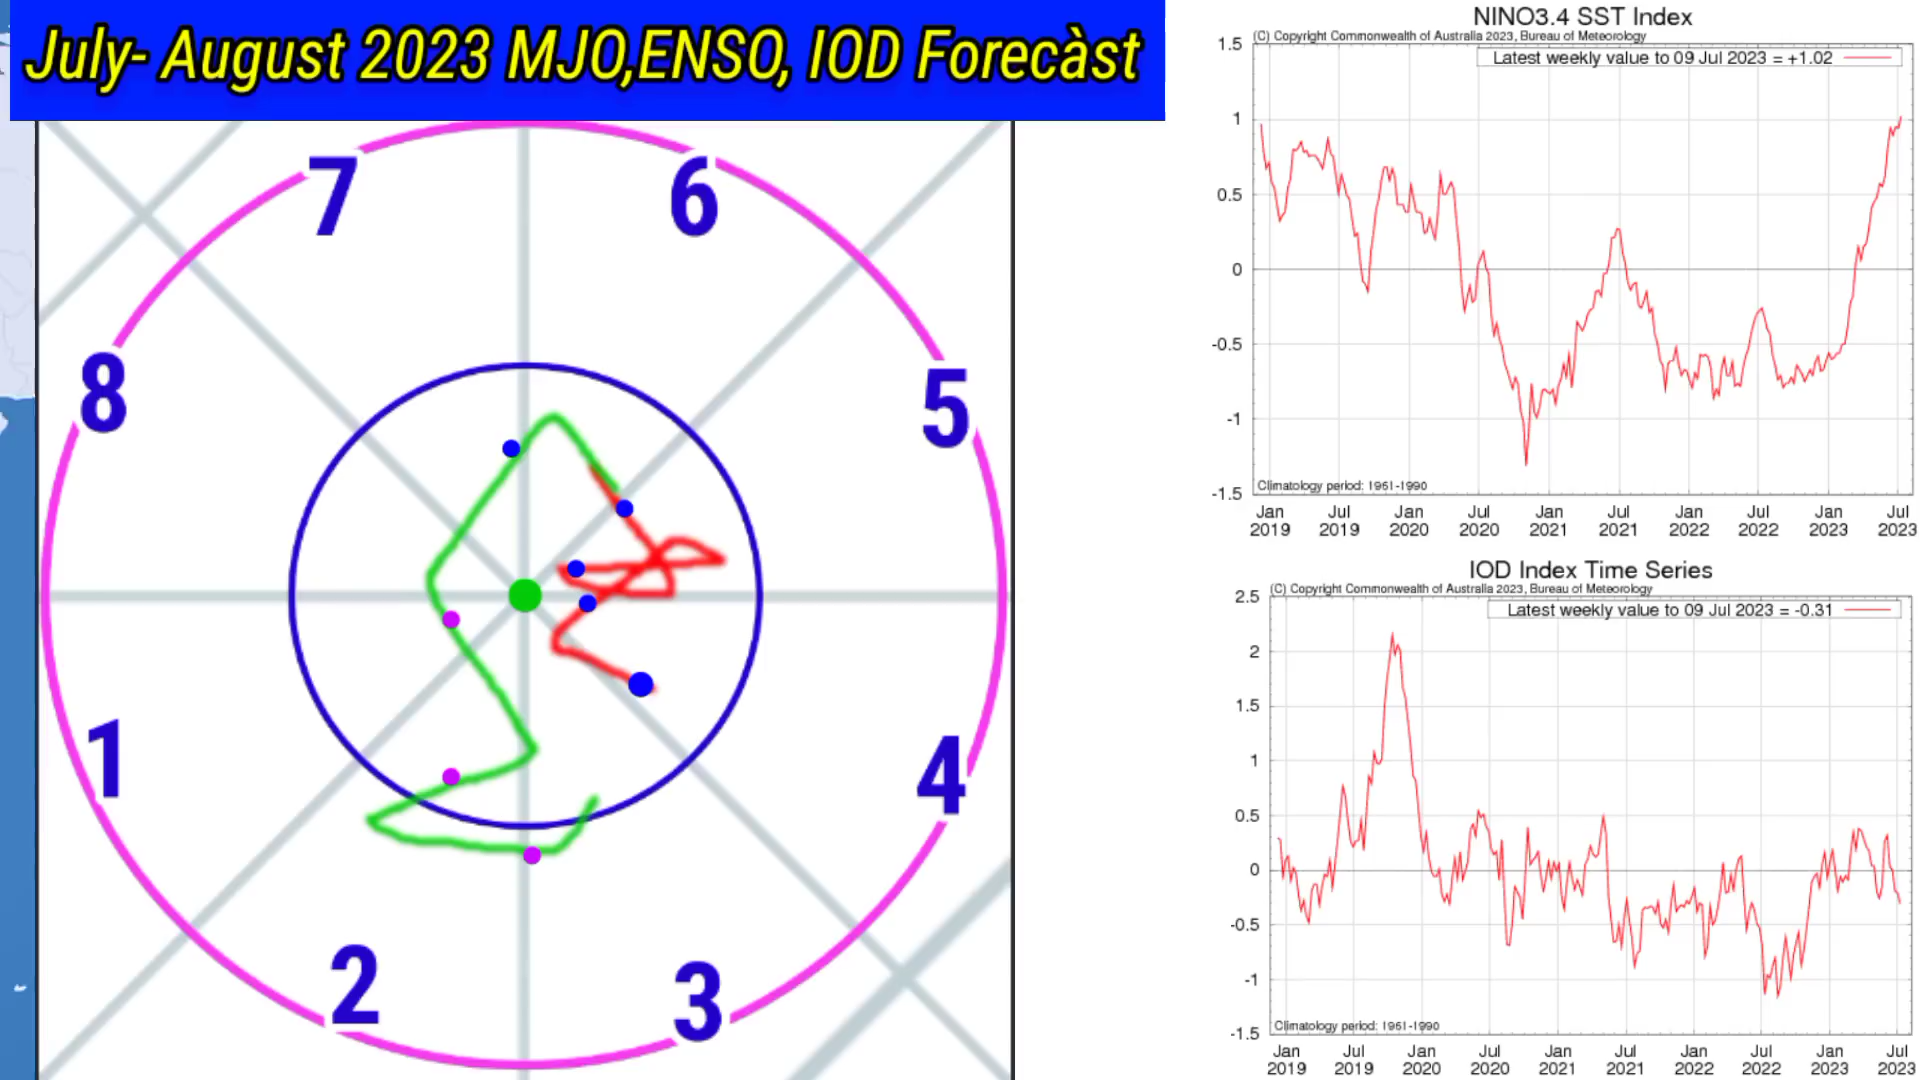 July- August 2023 MJO,ENSO, IOD Forecàst
7
6
8
5
1
4
2
3
NINO3.4 SST Index
(C) Copyright Commonwealth of Australia 2023, Bureau of Meteorology
Latest weekly value to 09 Jul 2023 = +1.02
1.5
1
0.5
0
-0.5
-1
-1.5
Climatology period: 1961-1990
Jan Jul Jan Jul Jan Jul Jan Jul Jan Jul
2019 2019 2020 2020 2021 2021 2022 2022 2023 2023
IOD Index Time Series
(C) Copyright Commonwealth of Australia 2023, Bureau of Meteorology
Latest weekly value to 09 Jul 2023 = -0.31
2.5
2
1.5
1
0.5
0
-0.5
-1
-1.5
Climatology period: 1961-1990
Jan Jul Jan Jul Jan Jul Jan Jul Jan Jul
2019 2019 2020 2020 2021 2021 2022 2022 2023 2023